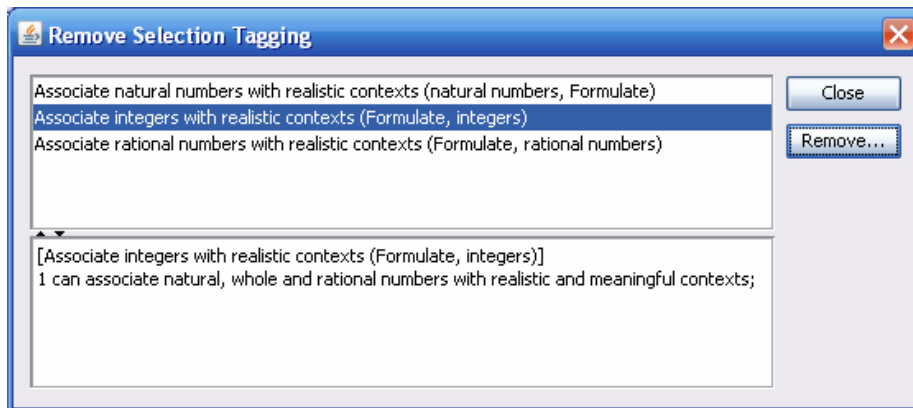 Remove Selection Tagging
Associate natural numbers with realistic contexts (natural numbers, Formulate)
Associate integers with realistic contexts (Formulate, integers)
Associate rational numbers with realistic contexts (Formulate, rational numbers)
Close
Remove...
[Associate integers with realistic contexts (Formulate, integers)]
1 can associate natural, whole and rational numbers with realistic and meaningful contexts;